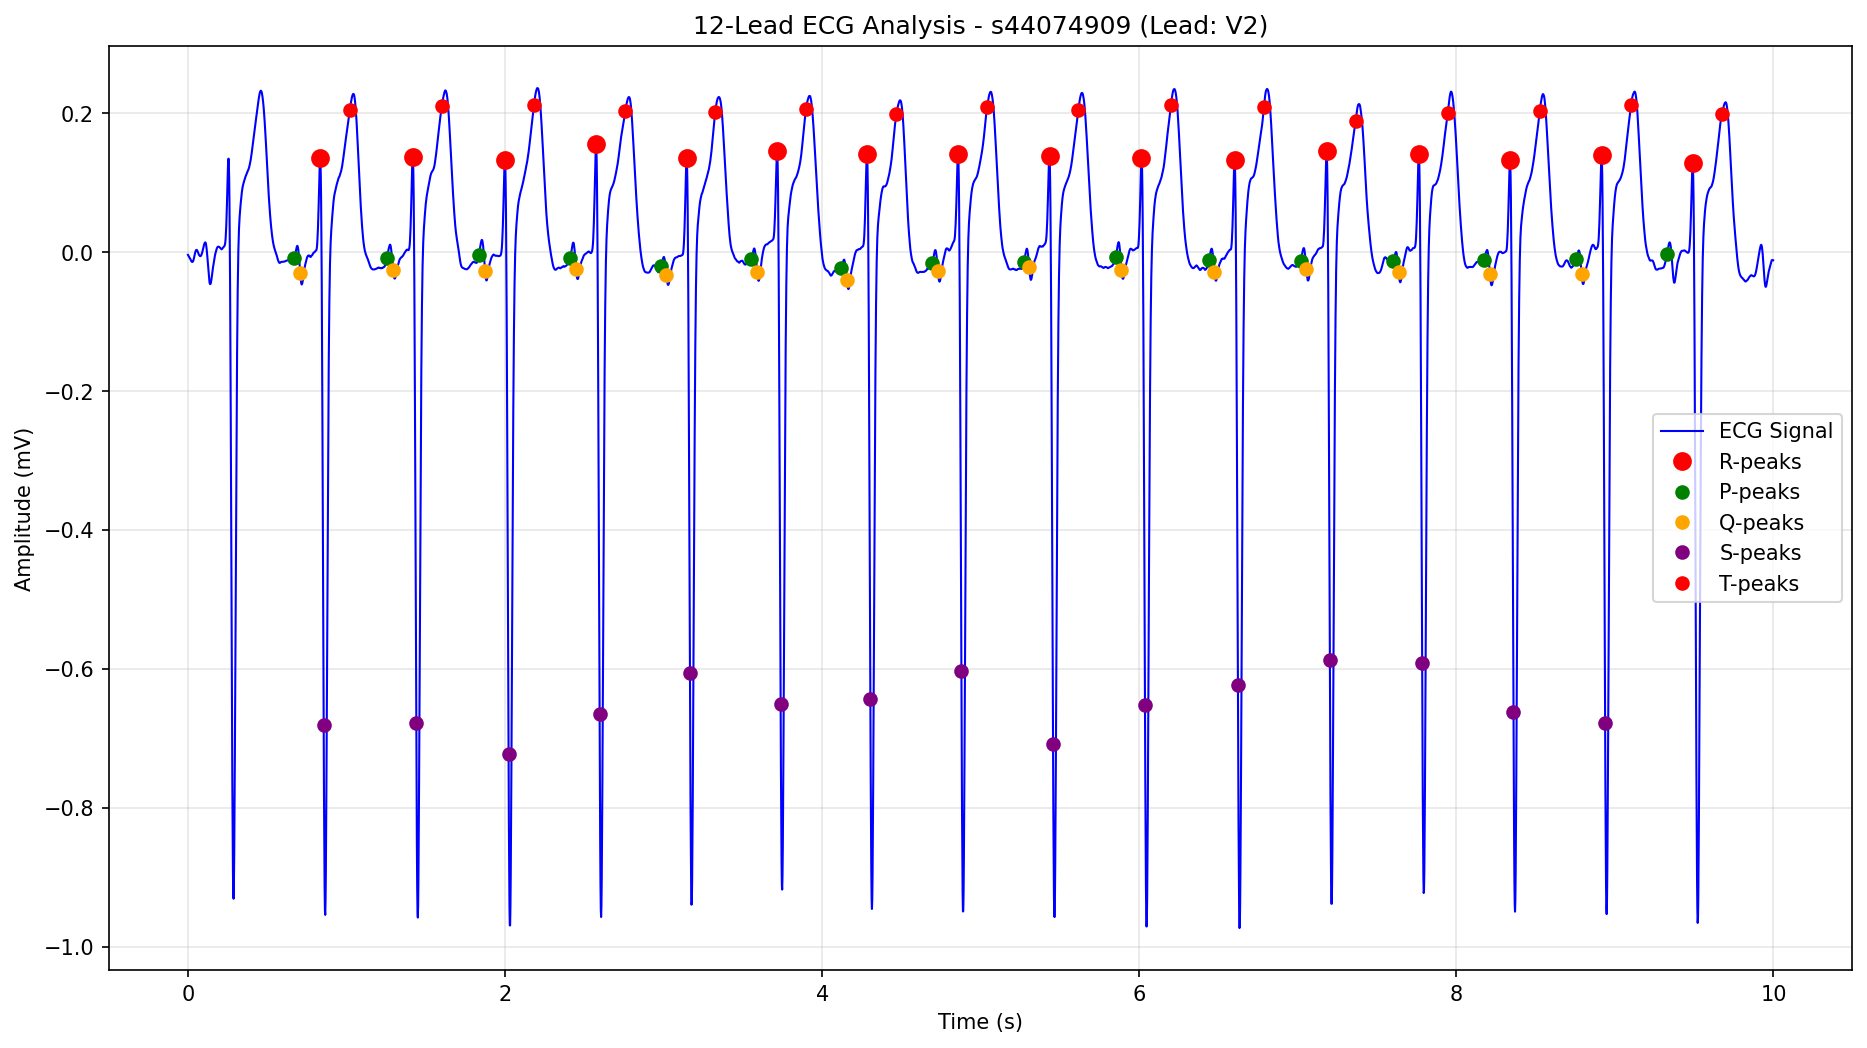 12-Lead ECG Analysis - s44074909 (Lead: V2)
0.2
0.0
−0.2
−0.4
−0.6
−0.8
−1.0
Amplitude (mV)
ECG Signal
R-peaks
P-peaks
Q-peaks
S-peaks
T-peaks
0 2 4 6 8 10
Time (s)